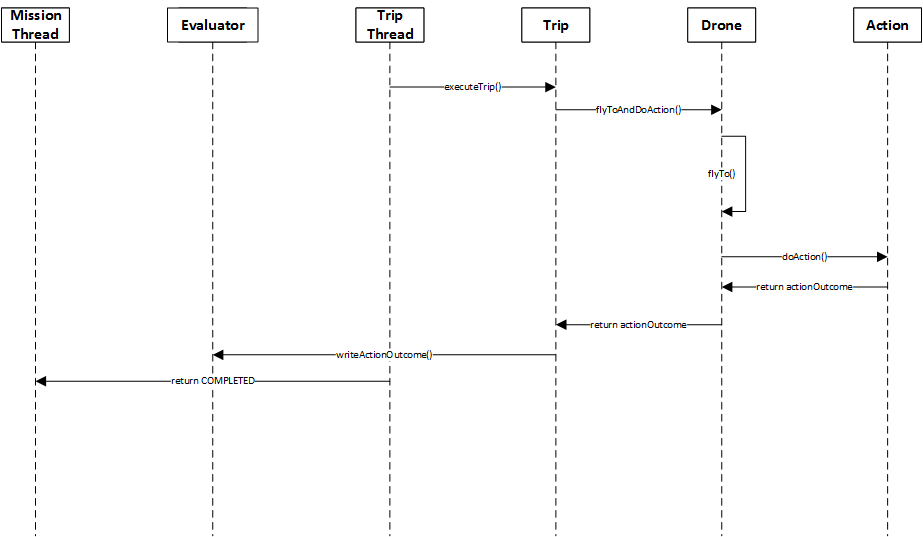 Mission
Thread
Evaluator
Trip
Thread
Trip
Drone
Action
executeTrip()
flyToAndDoAction()
flyTo()
doAction()
return actionOutcome
return actionOutcome
writeActionOutcome()
return COMPLETED